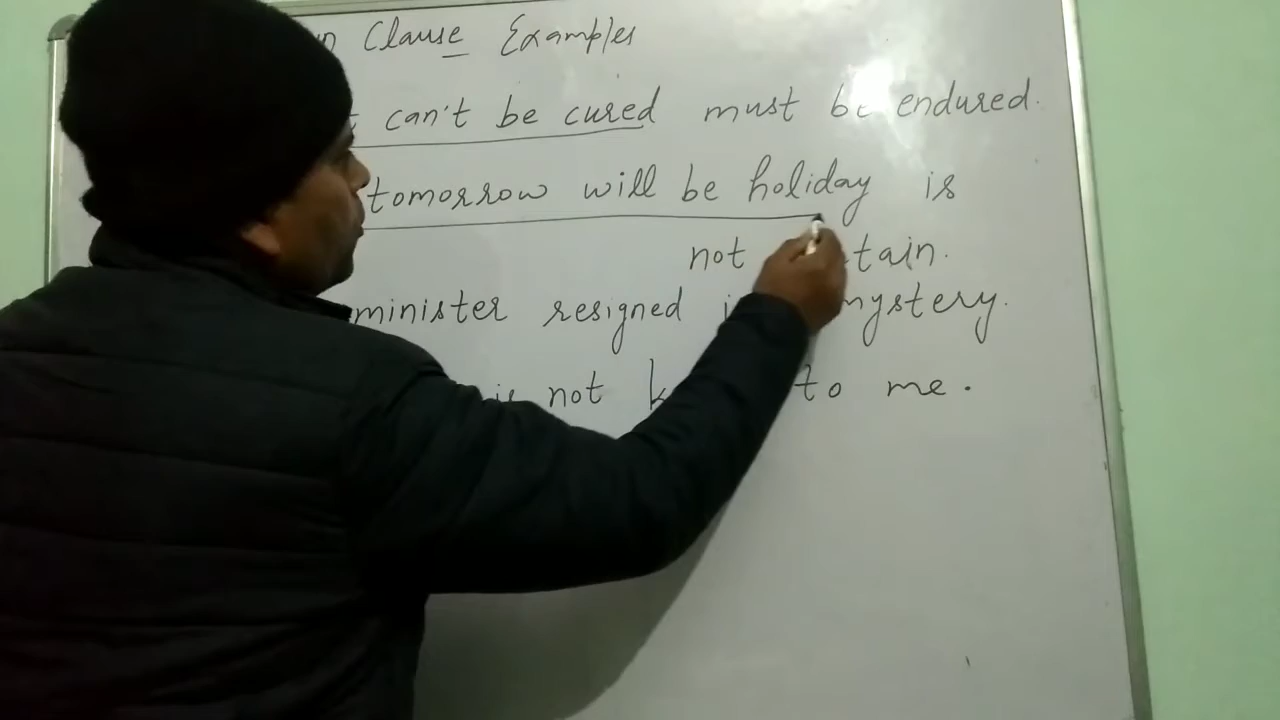 Clause Examples
can't be cured must be endured.
tomorrow will be holiday is
not
minister resigned mystery.
is not to me.